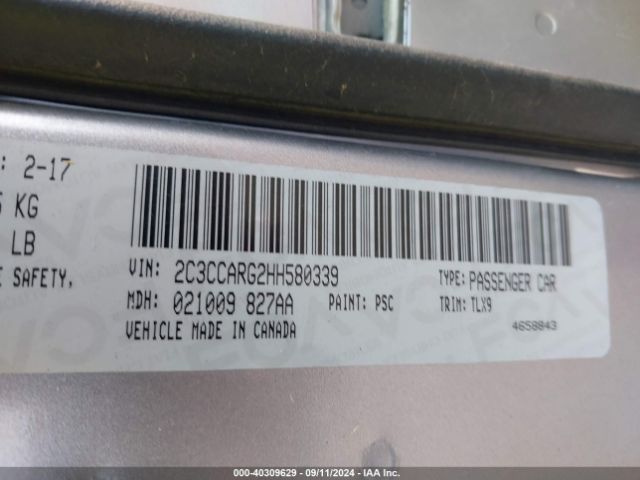 : 2-17
KG
LB
SAFETY,
VIN: 2C3CCARG2HH580339
TYPE: PASSENGER CAR
MDH: 021009 827AA
PAINT: PSC
TRIM: TLX9
VEHICLE MADE IN CANADA
4658843
000-40309629 - 09/11/2024 - IAA Inc.